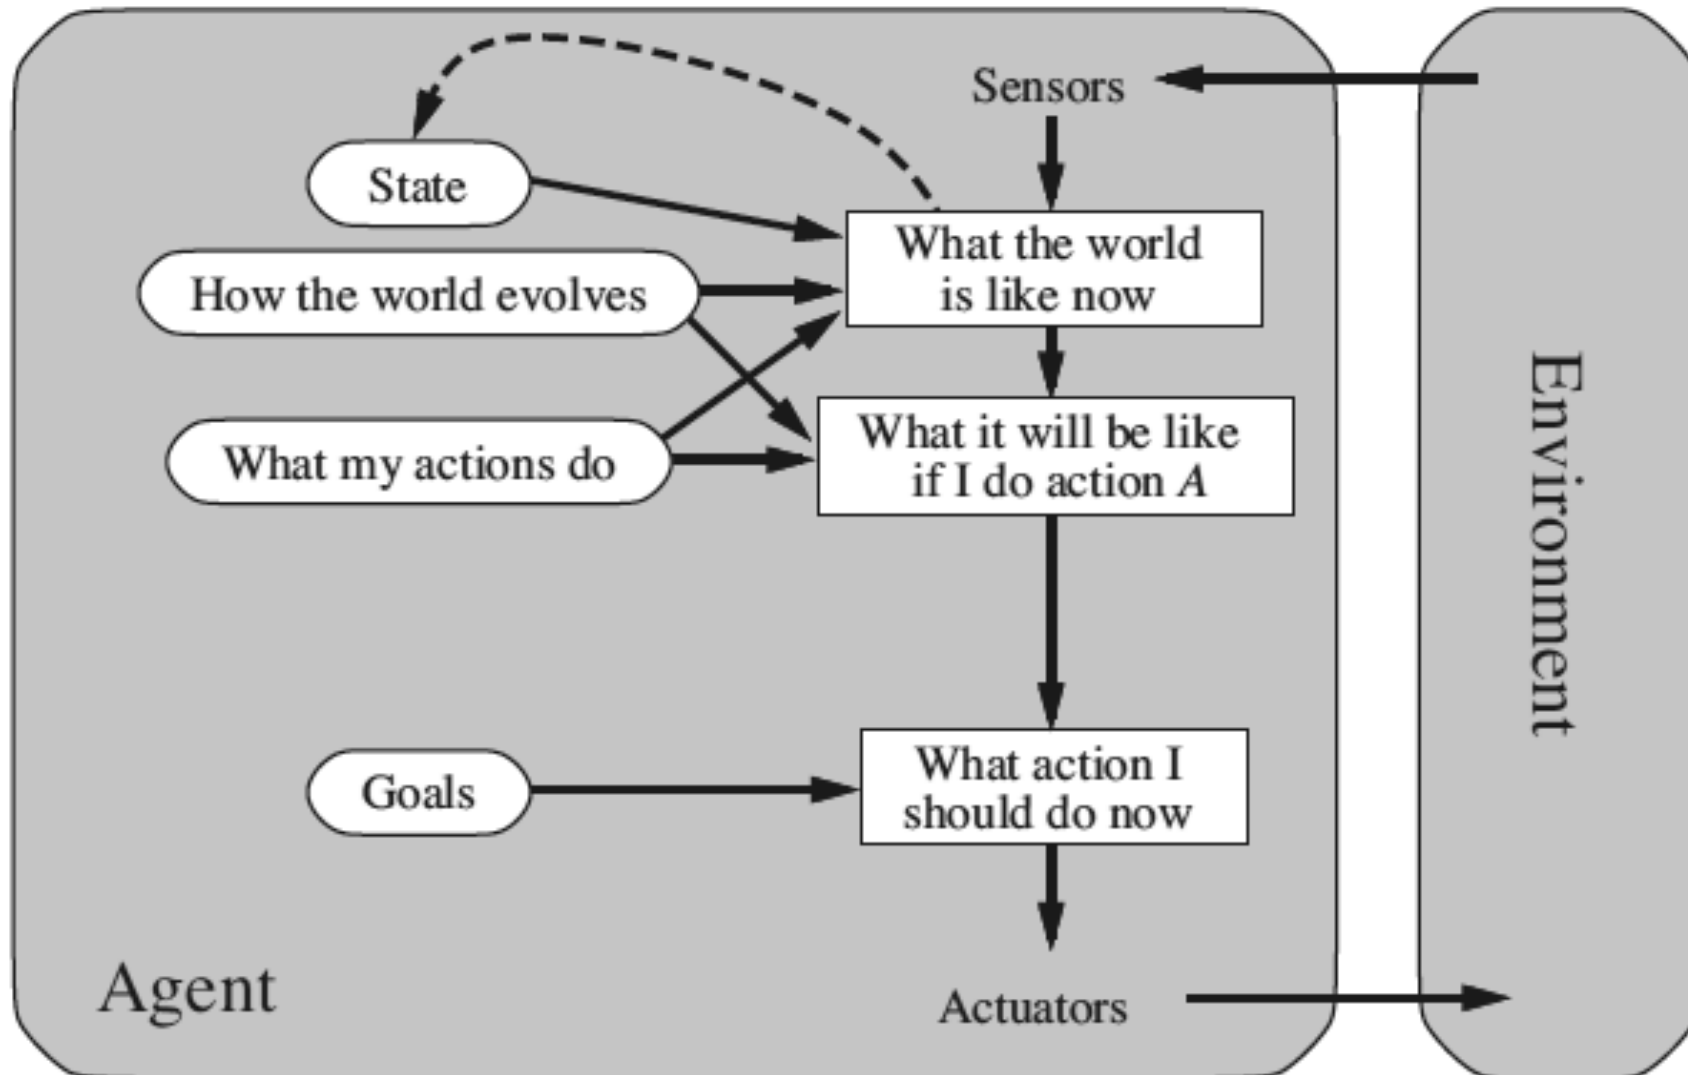 Sensors
State
What the world
is like now
How the world evolves
What it will be like
if I do action A
What my actions do
What action I
should do now
Goals
Agent
Actuators
Environment